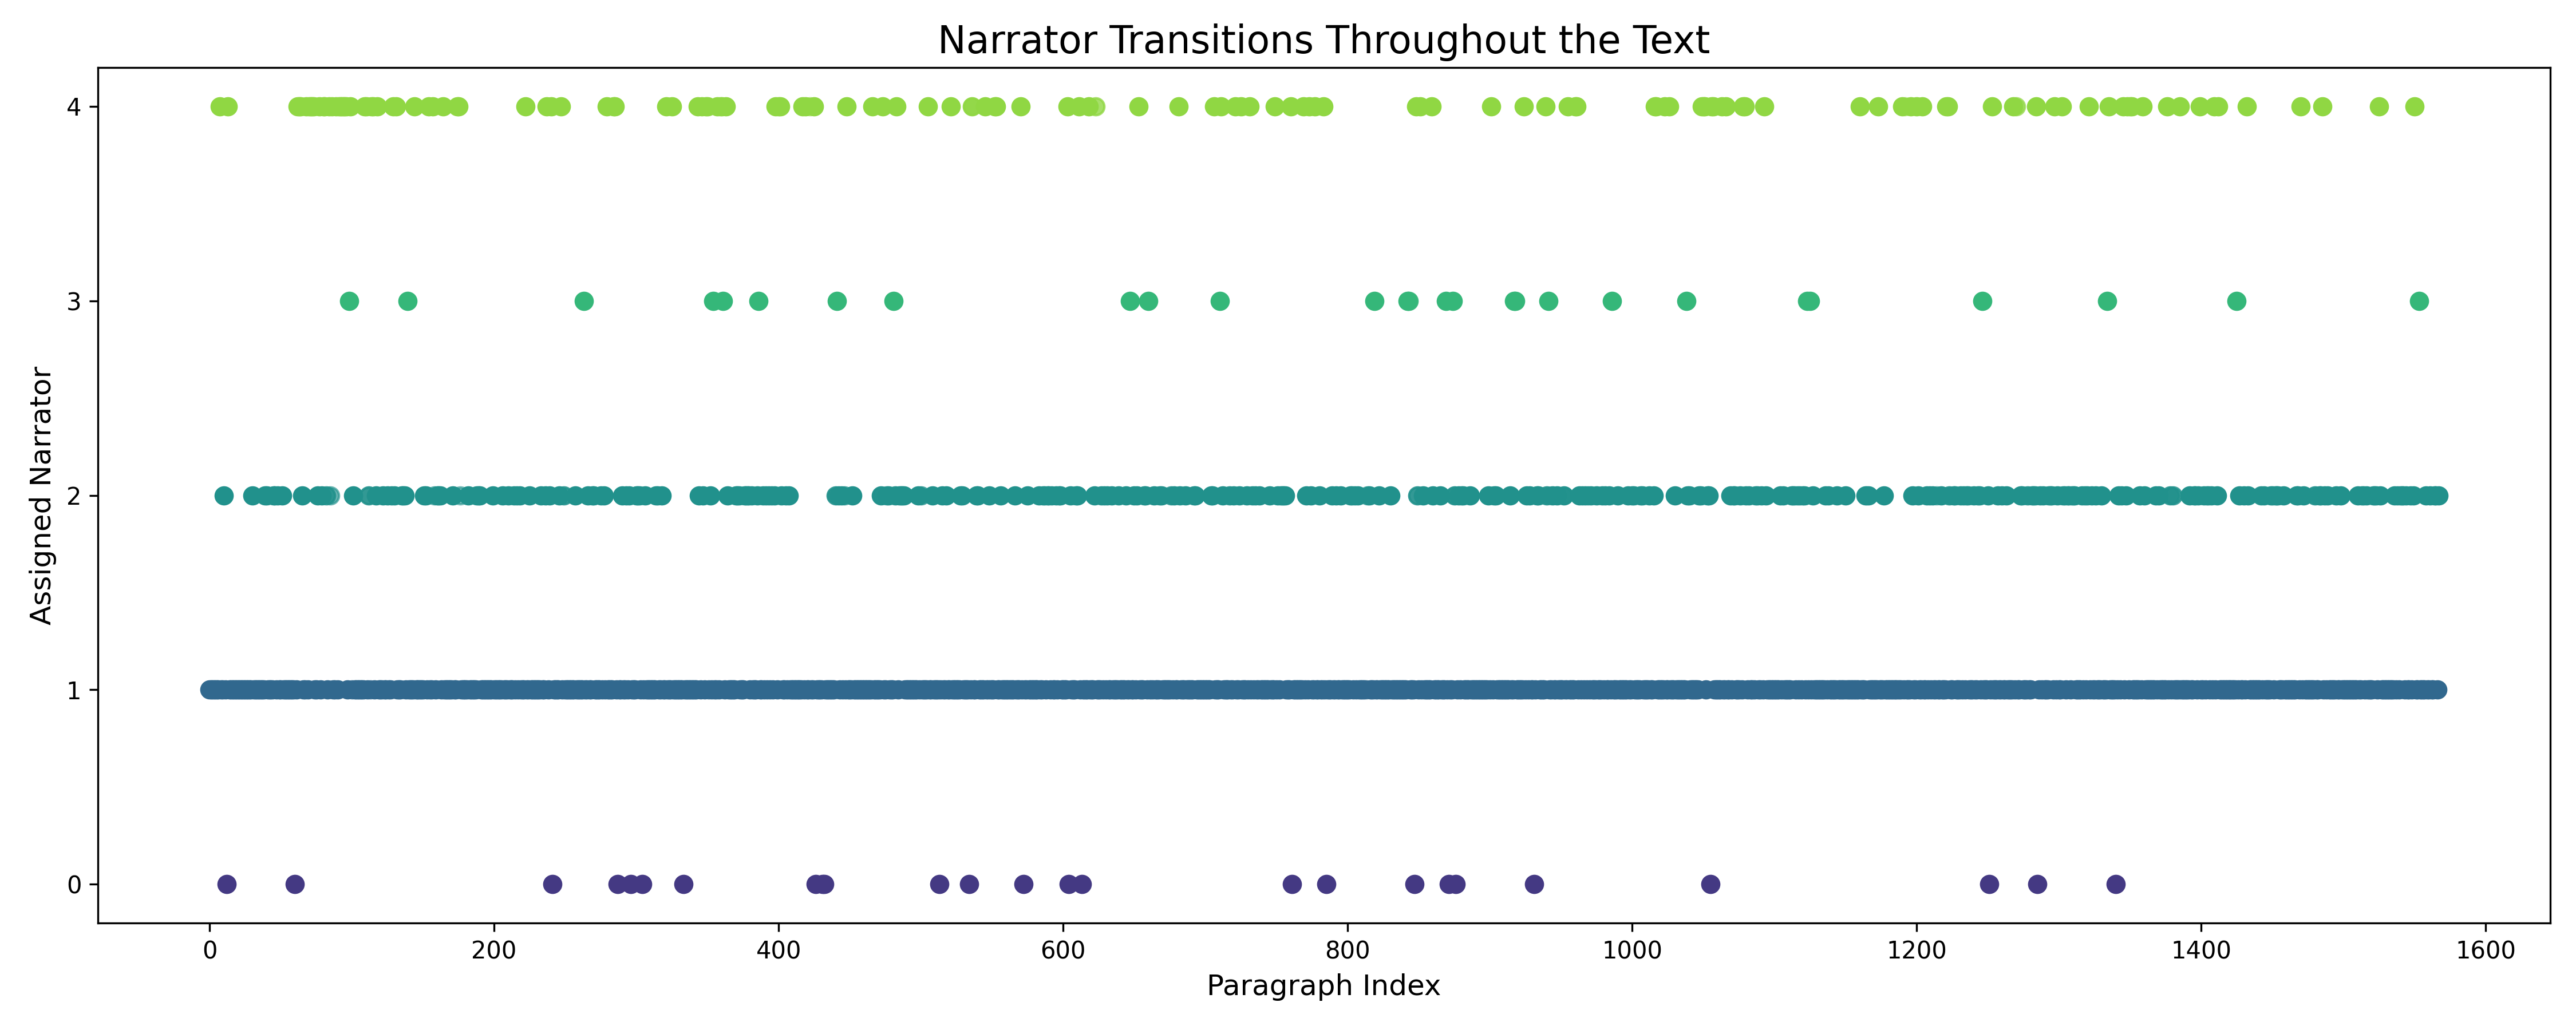 Narrator Transitions Throughout the Text
4
3
2
1
0
Assigned Narrator
0 200 400 600 800 1000 1200 1400 1600
Paragraph Index